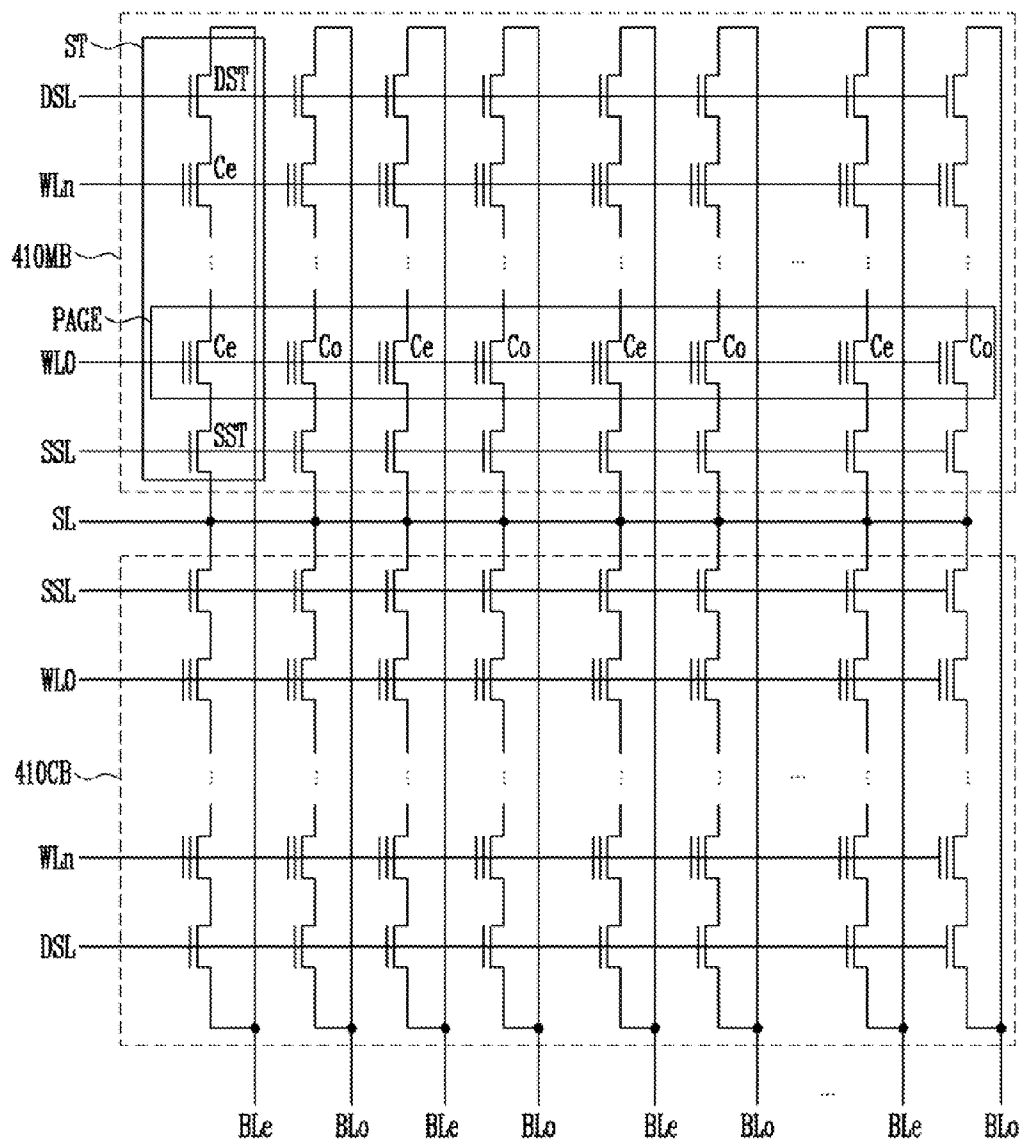 ST
DST
DSL
Ce
WLn
410MB
PAGE
Ce Co Ce Co Ce Co Ce Co
WL0
SST
SSL
SL
SSL
WL0
410CB
WLn
DSL
BLe BLo BLe BLo BLe BLo BLe BLo